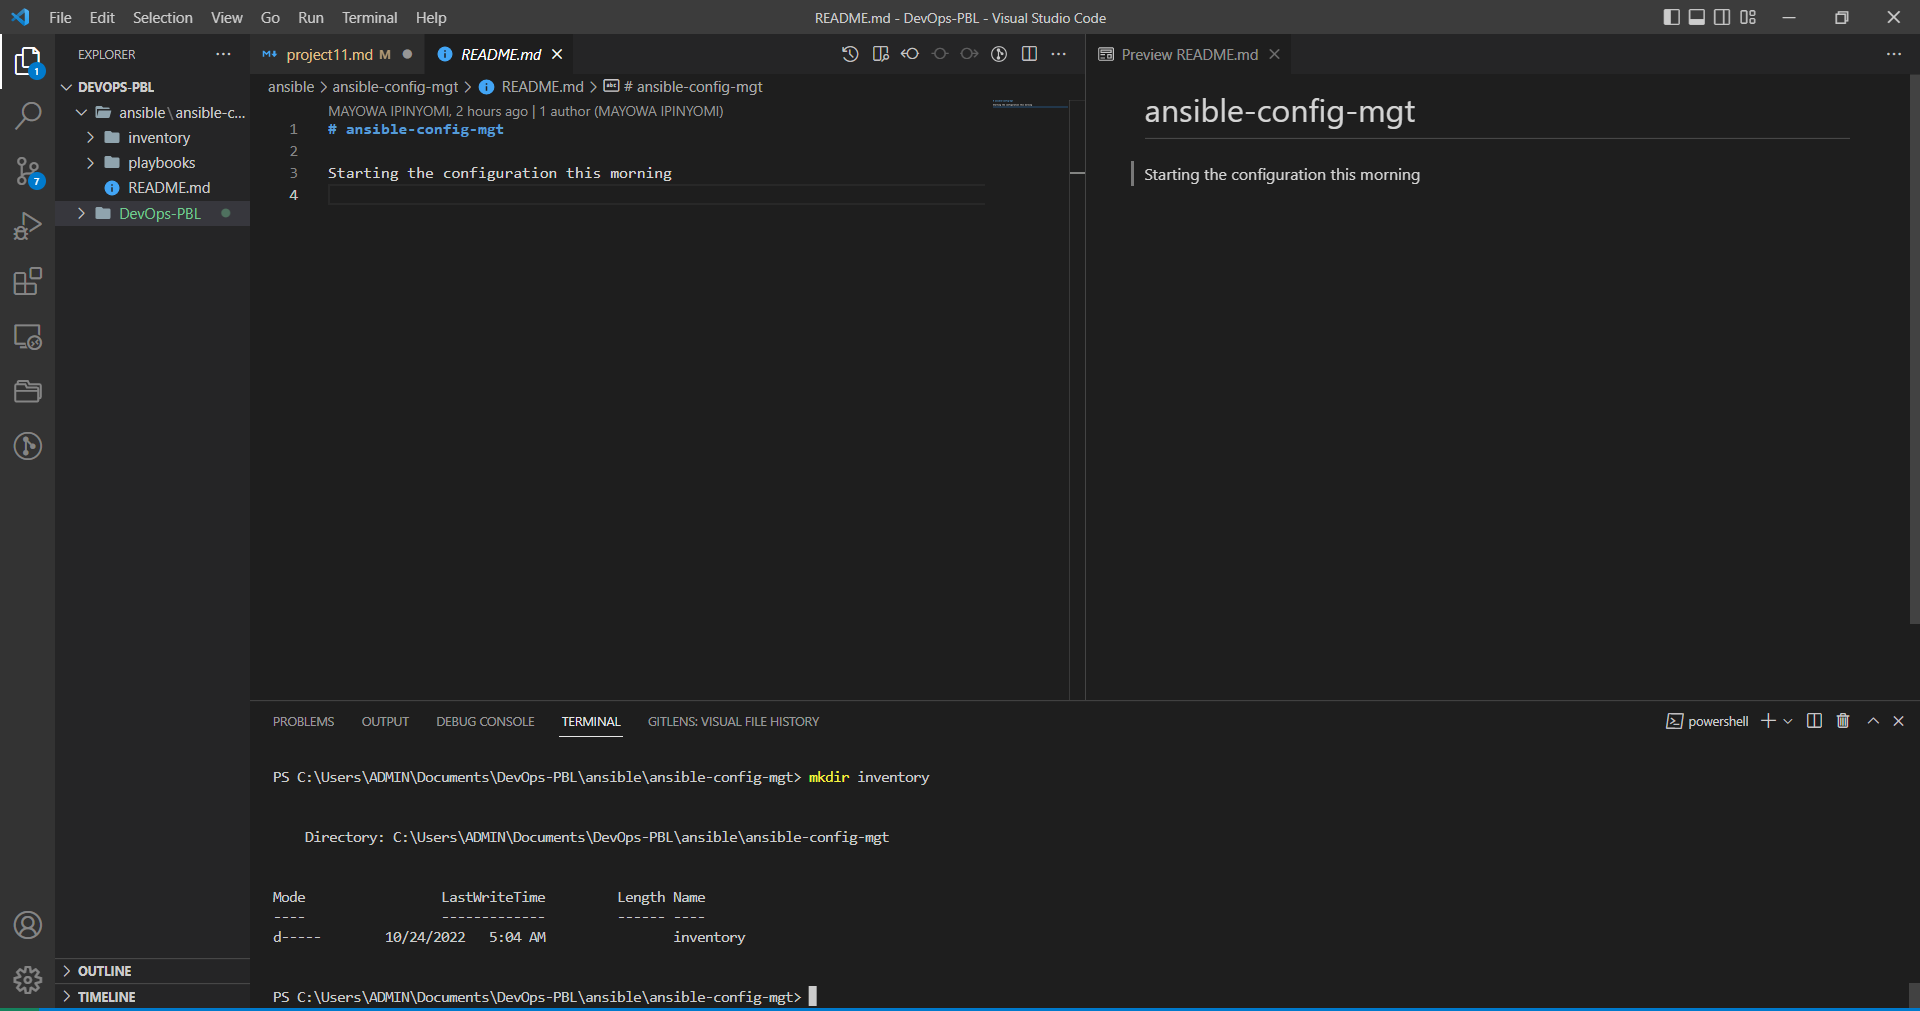 File Edit Selection View Go Run Terminal Help
README.md - DevOps-PBL - Visual Studio Code
EXPLORER ···
DEVOPS-PBL
ansible\ansible-c...
inventory
playbooks
README.md
DevOps-PBL
OUTLINE
TIMELINE
1
7
project11.md M
README.md
ansible > ansible-config-mgt > README.md > # ansible-config-mgt
MAYOWA IPINYOMI, 2 hours ago | 1 author (MAYOWA IPINYOMI)
1 # ansible-config-mgt
2
3 Starting the configuration this morning
4
Preview README.md
ansible-config-mgt
Starting the configuration this morning
PROBLEMS OUTPUT DEBUG CONSOLE TERMINAL GITLENS: VISUAL FILE HISTORY
powershell
PS C:\Users\ADMIN\Documents\DevOps-PBL\ansible\ansible-config-mgt> mkdir inventory
Directory: C:\Users\ADMIN\Documents\DevOps-PBL\ansible\ansible-config-mgt
Mode LastWriteTime Length Name
---- ------------- ------ ----
d----- 10/24/2022 5:04 AM inventory
PS C:\Users\ADMIN\Documents\DevOps-PBL\ansible\ansible-config-mgt>